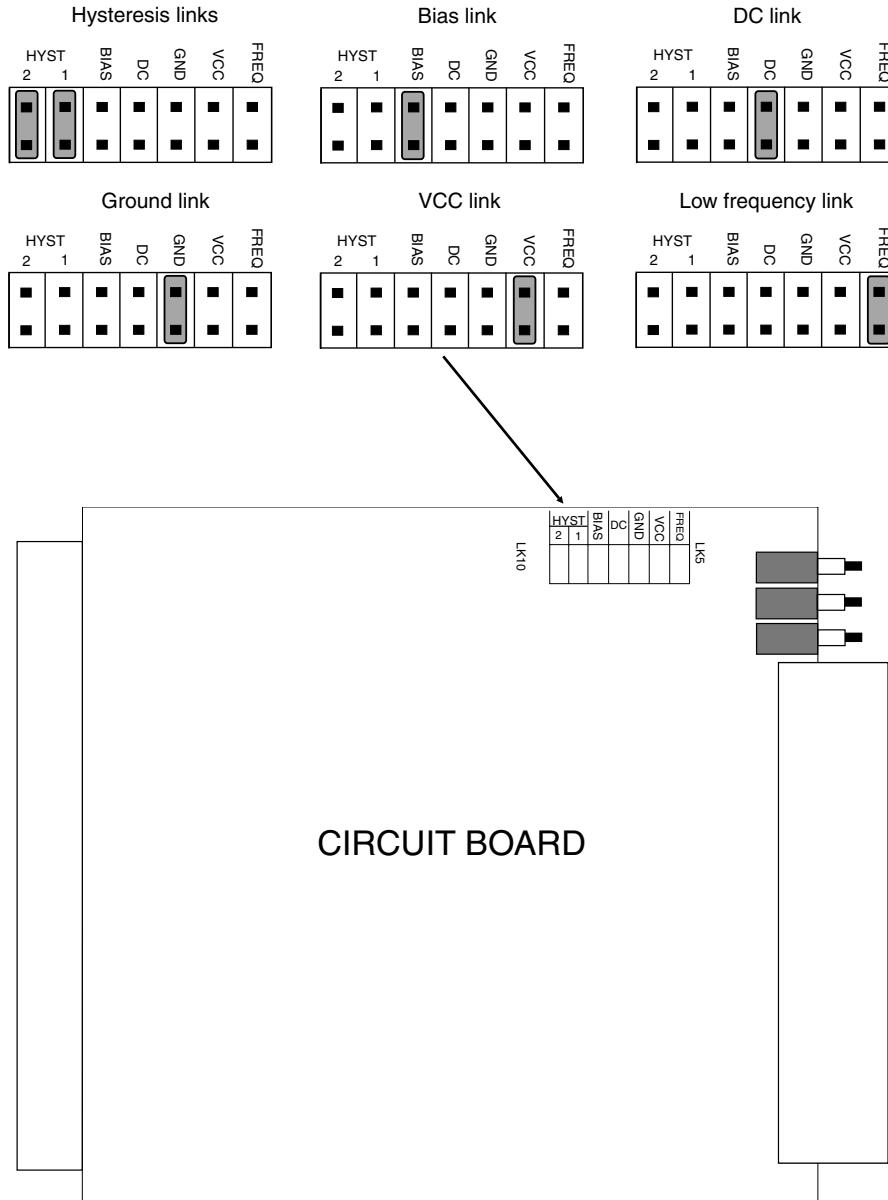 Hysteresis links
HYST
2 1 BIAS DC GND VCC FREQ
Bias link
HYST
2 1 BIAS DC GND VCC FREQ
DC link
HYST
2 1 BIAS DC GND VCC FREQ
Ground link
HYST
2 1 BIAS DC GND VCC FREQ
VCC link
HYST
2 1 BIAS DC GND VCC FREQ
Low frequency link
HYST
2 1 BIAS DC GND VCC FREQ
LK10
HYST
2 1 BIAS DC GND VCC FREQ
LK5
CIRCUIT BOARD